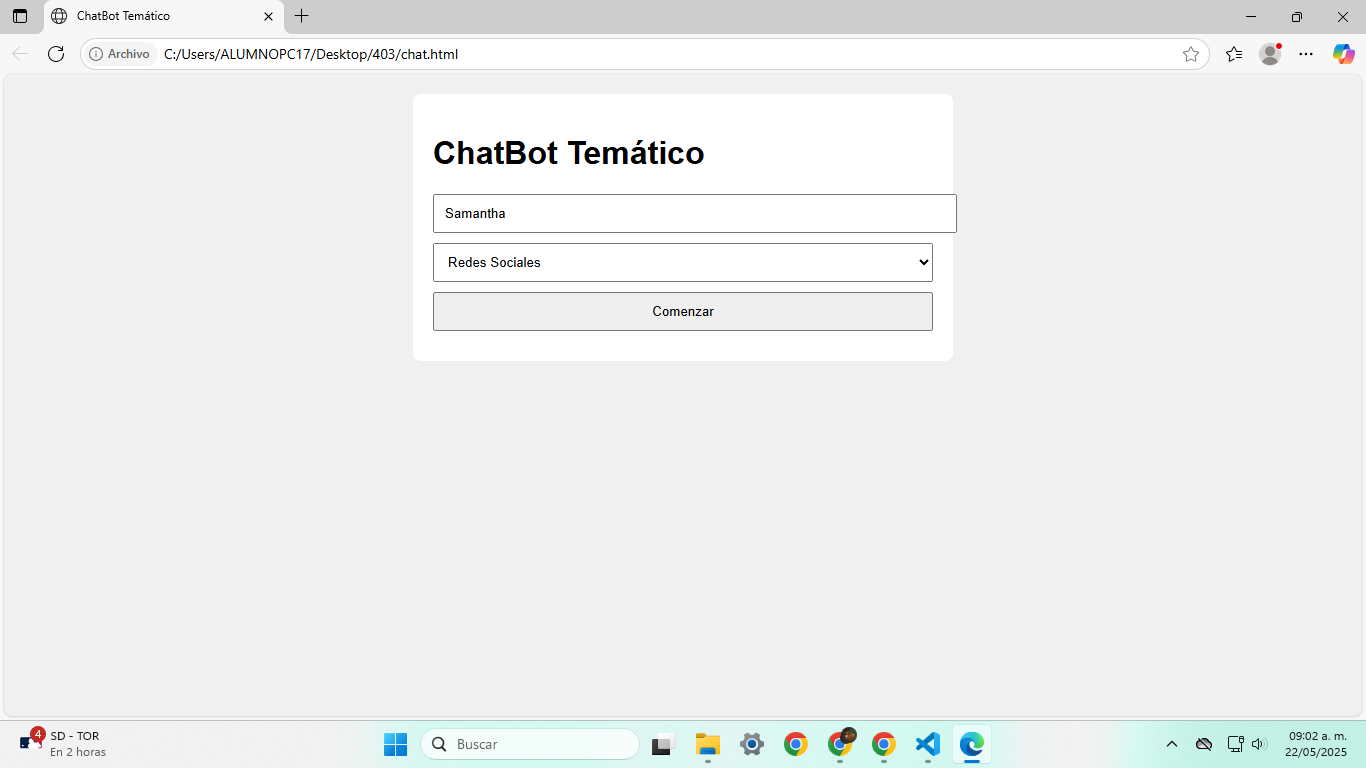 ChatBot Temático
Archivo
C:/Users/ALUMNOPC17/Desktop/403/chat.html
ChatBot Temático
Samantha
Redes Sociales
Comenzar
4
SD - TOR
En 2 horas
Buscar
09:02 a. m.
22/05/2025